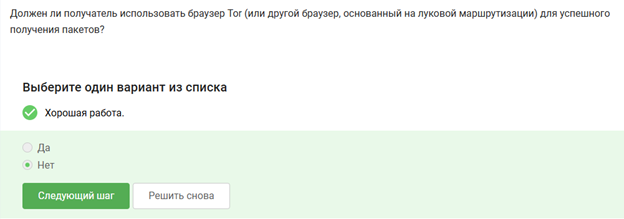 Должен ли получатель использовать браузер Tor (или другой браузер, основанный на луковой маршрутизации) для успешного
получения пакетов?
Выберите один вариант из списка
Хорошая работа.
Да
Нет
Следующий шаг
Решить снова